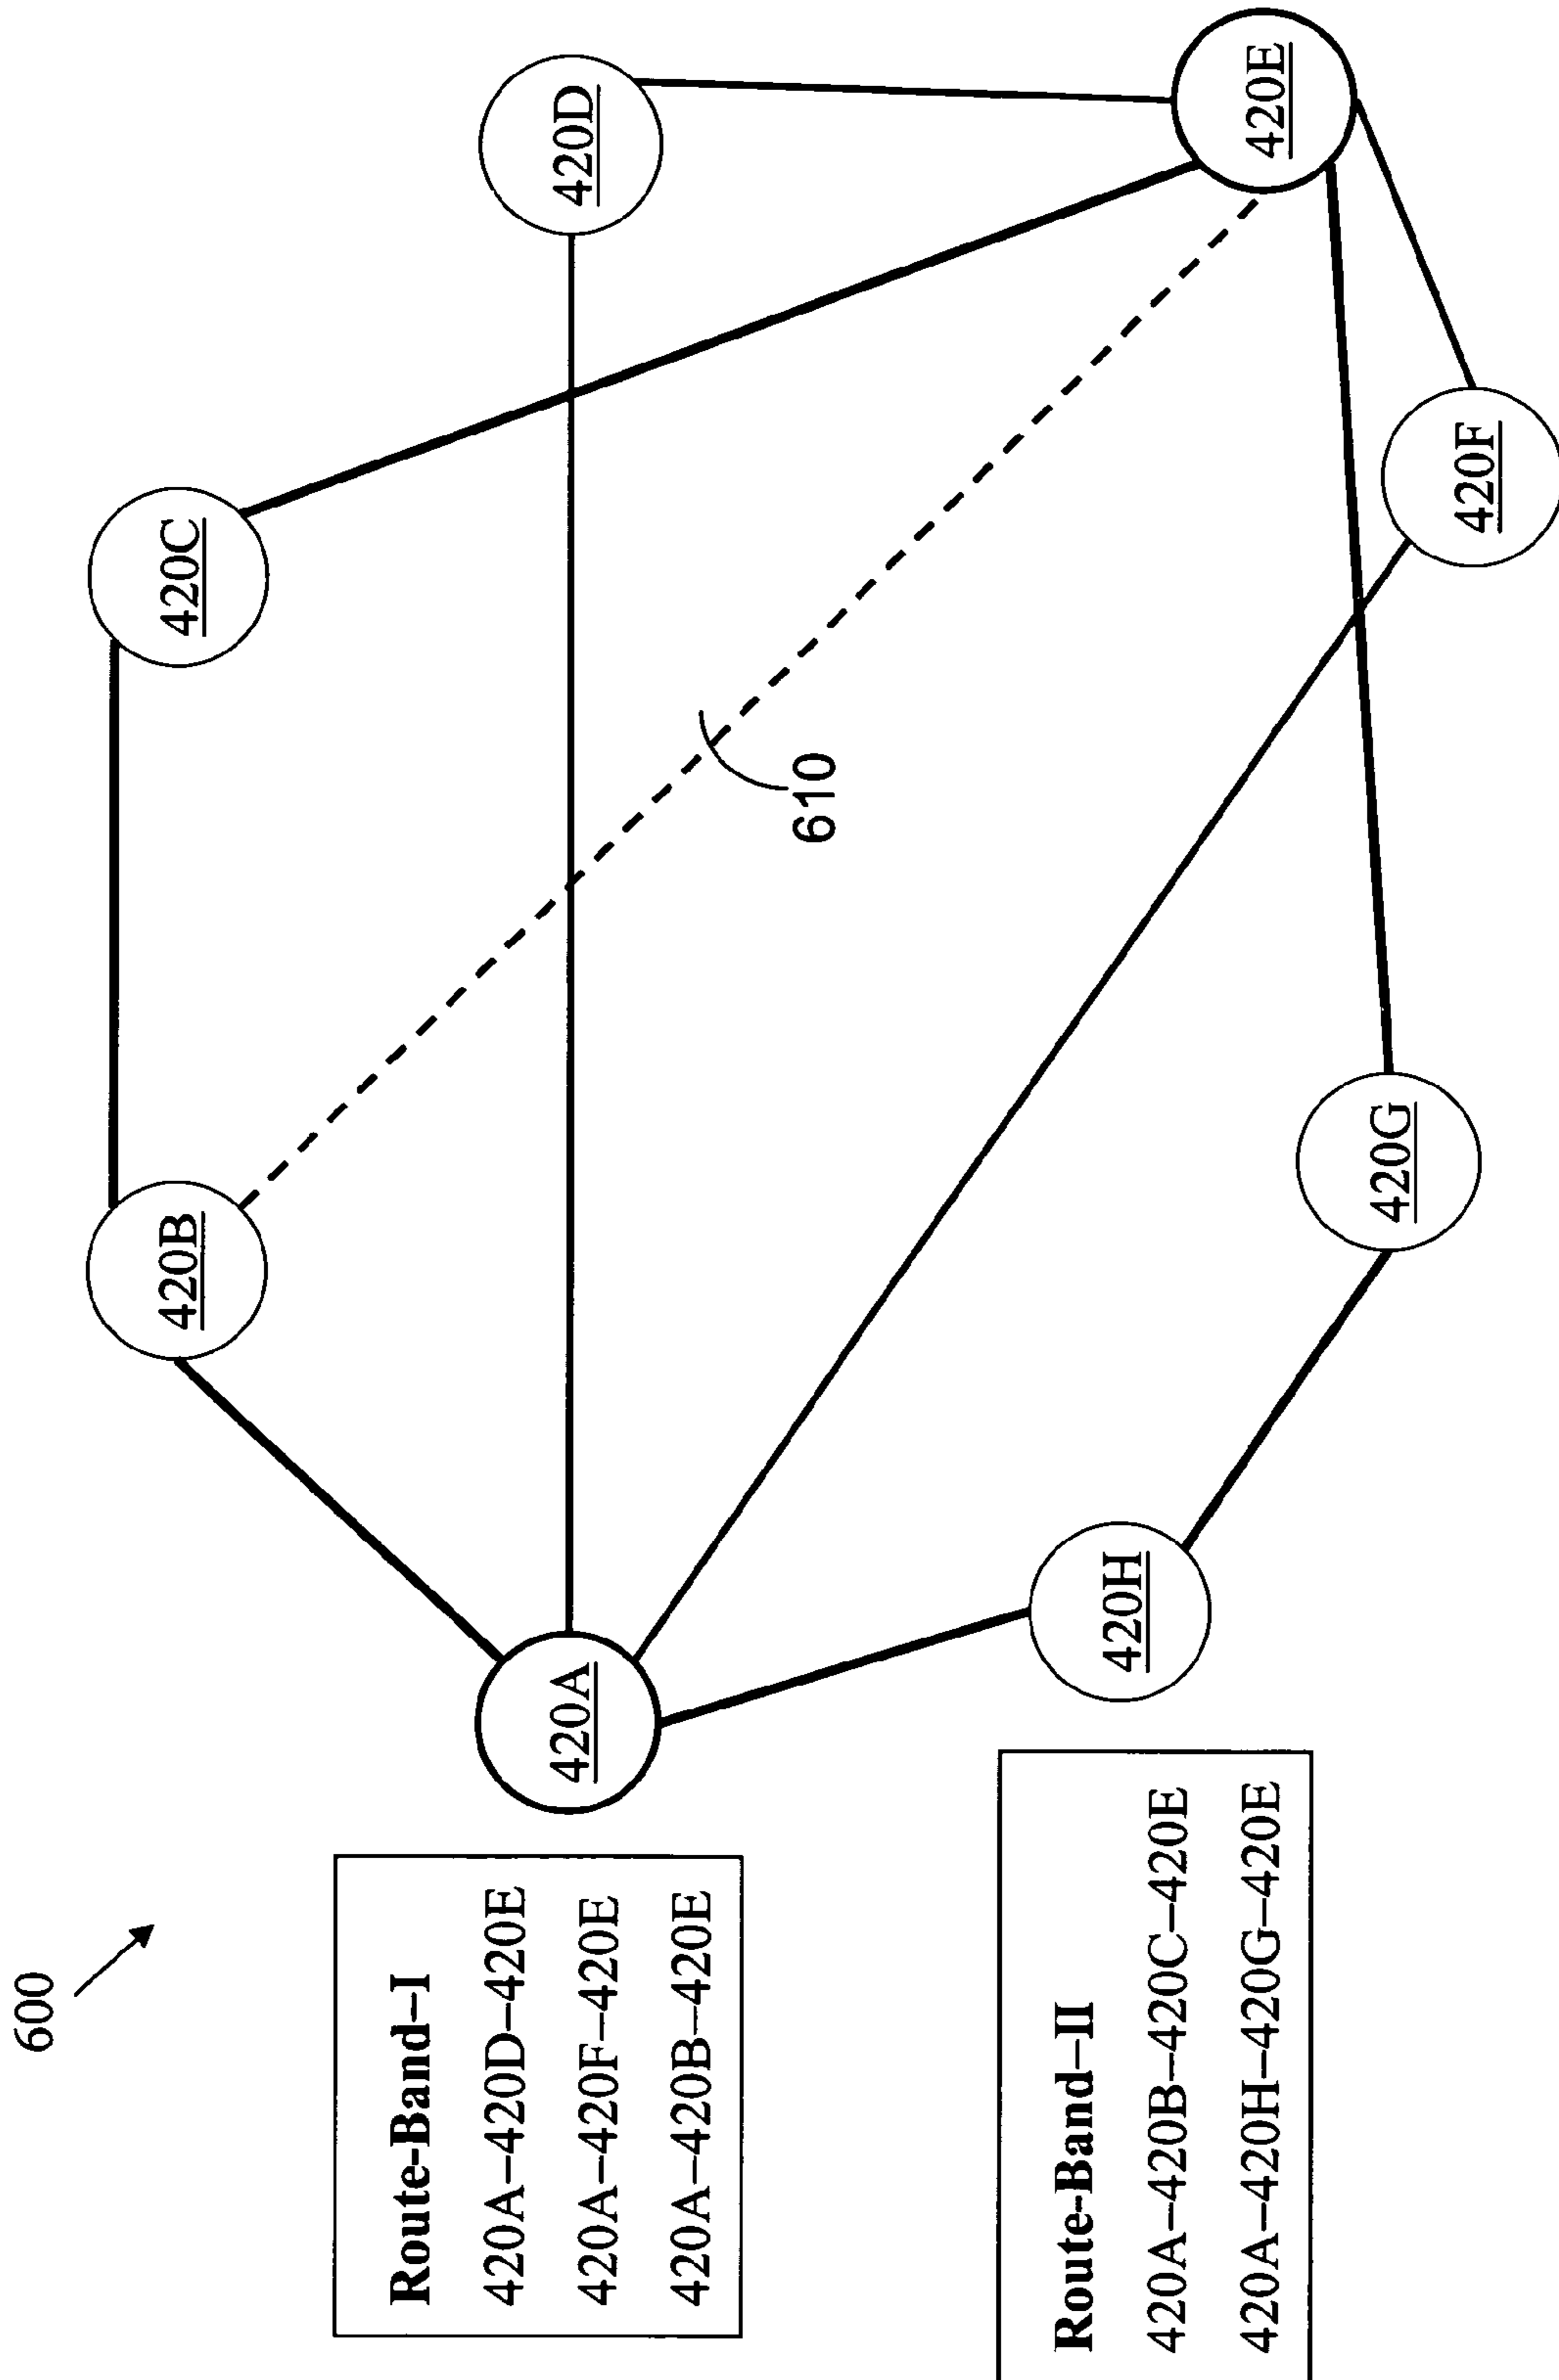 600
Route-Band–I
420A–420D–420E
420A–420F–420E
420A–420B–420E
Route-Band–II
420A–420B–420C–420E
420A–420H–420G–420E
420A
420B
420C
420D
420E
420F
420G
420H
610